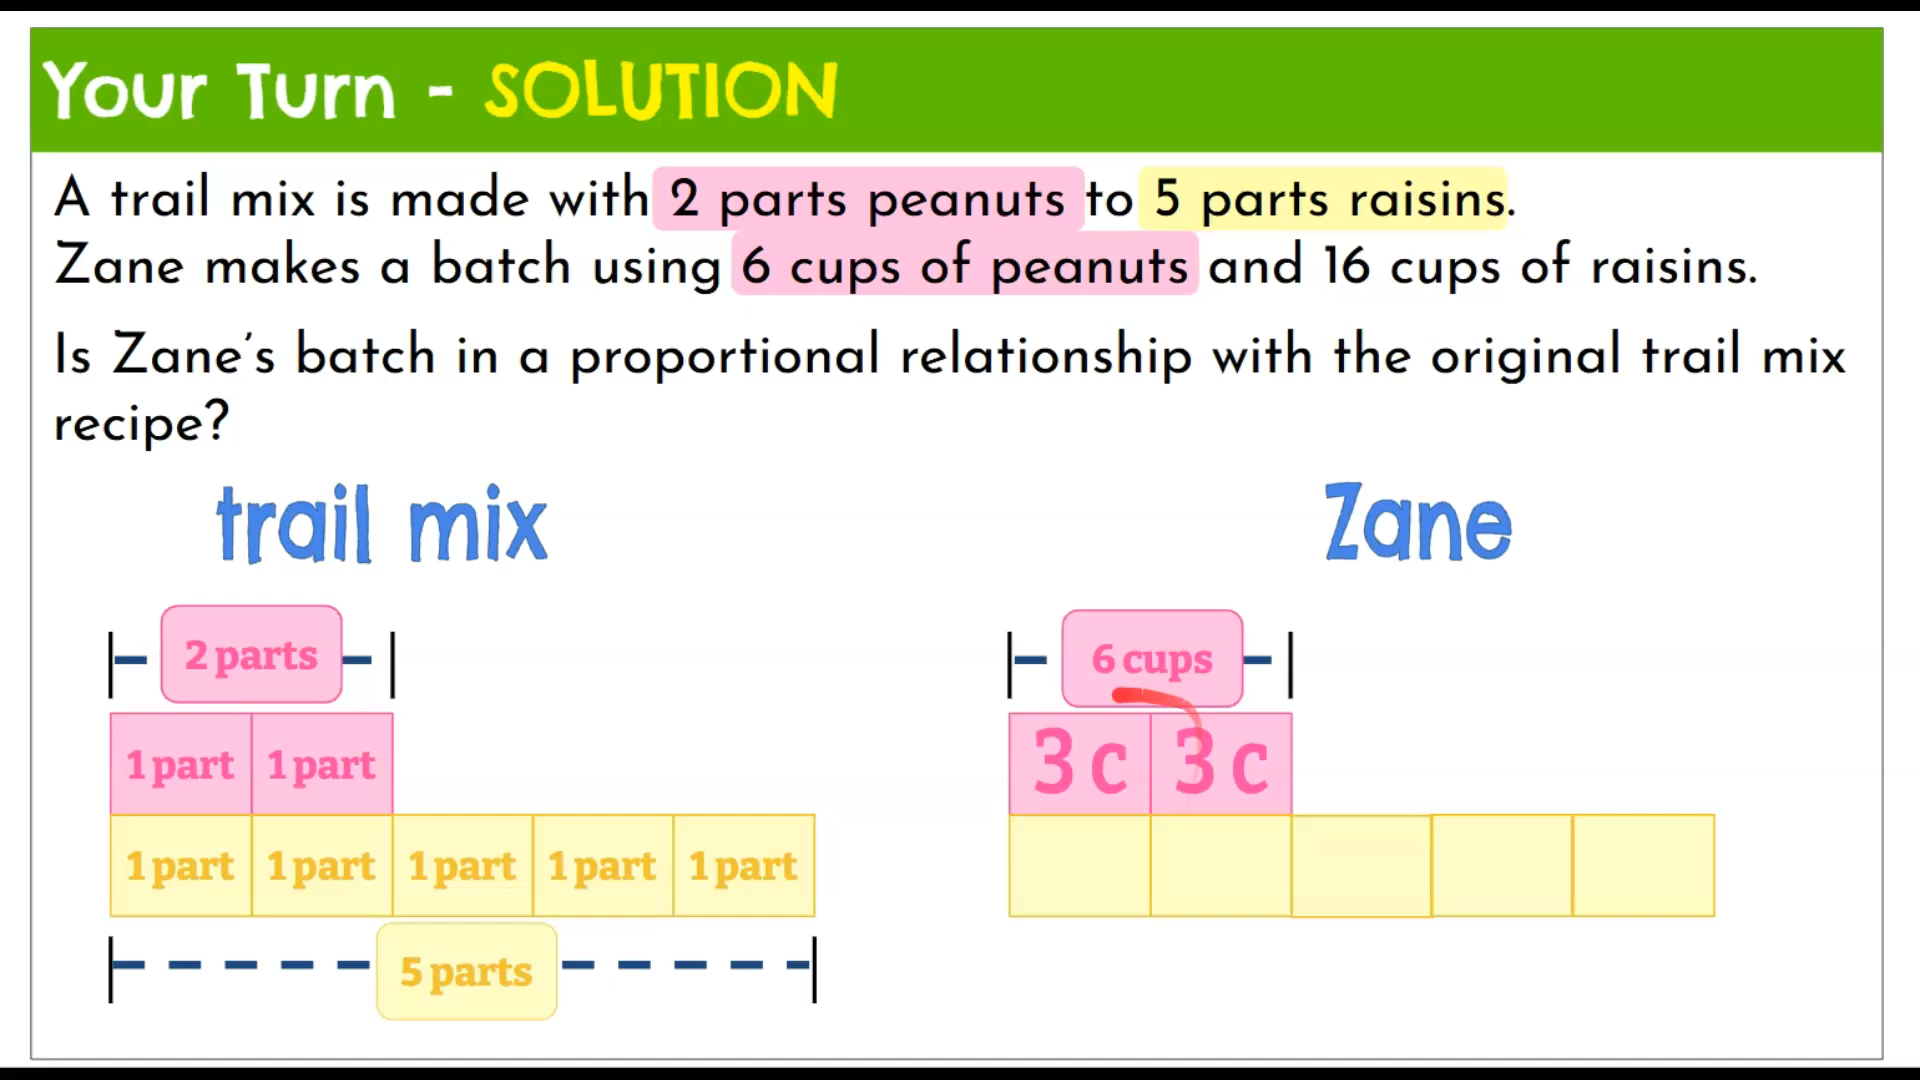 Your Turn - SOLUTION
A trail mix is made with 2 parts peanuts to 5 parts raisins.
Zane makes a batch using 6 cups of peanuts and 16 cups of raisins.
Is Zane's batch in a proportional relationship with the original trail mix
recipe?
trail mix
Zane
2 parts
6 cups
1 part 1 part
3 c 3 c
1 part 1 part 1 part 1 part 1 part
5 parts